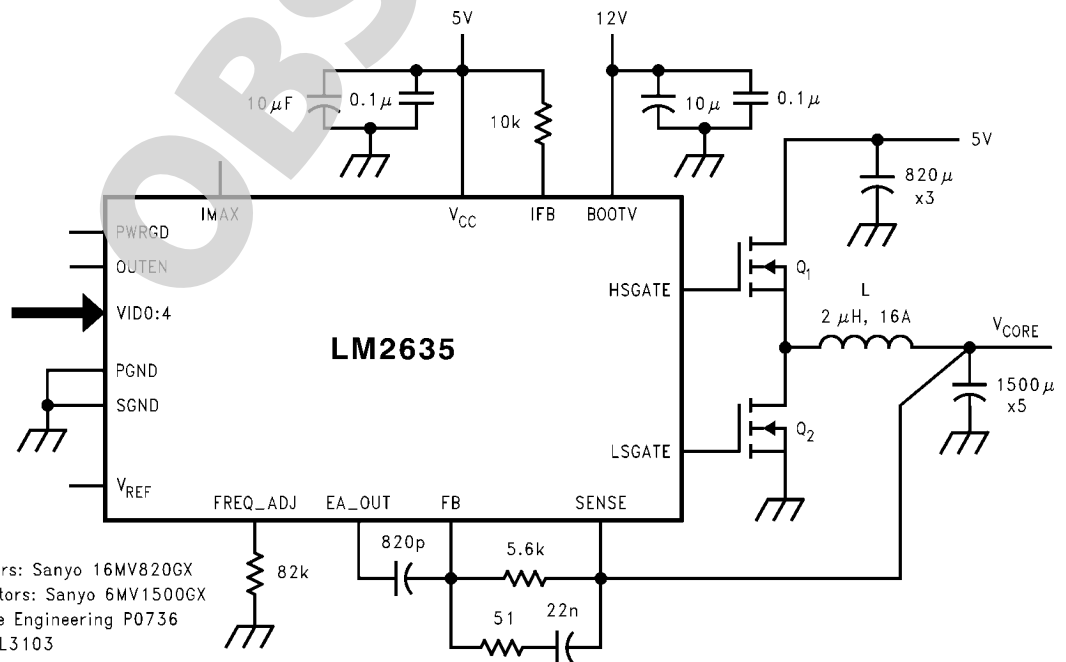 5V
12V
10μF
0.1μ
10k
10μ
0.1μ
5V
820μ
x3
IMAX
VCC
IFB
BOOTV
PWRGD
OUTEN
VID0:4
HSGATE
Q1
L
2 μH, 16A
VCORE
LM2635
PGND
SGND
1500μ
x5
LSGATE
Q2
VREF
FREQ_ADJ
EA_OUT
FB
SENSE
820p
5.6k
82k
51
22n
rs: Sanyo 16MV820GX
tors: Sanyo 6MV1500GX
e Engineering P0736
L3103
OBS